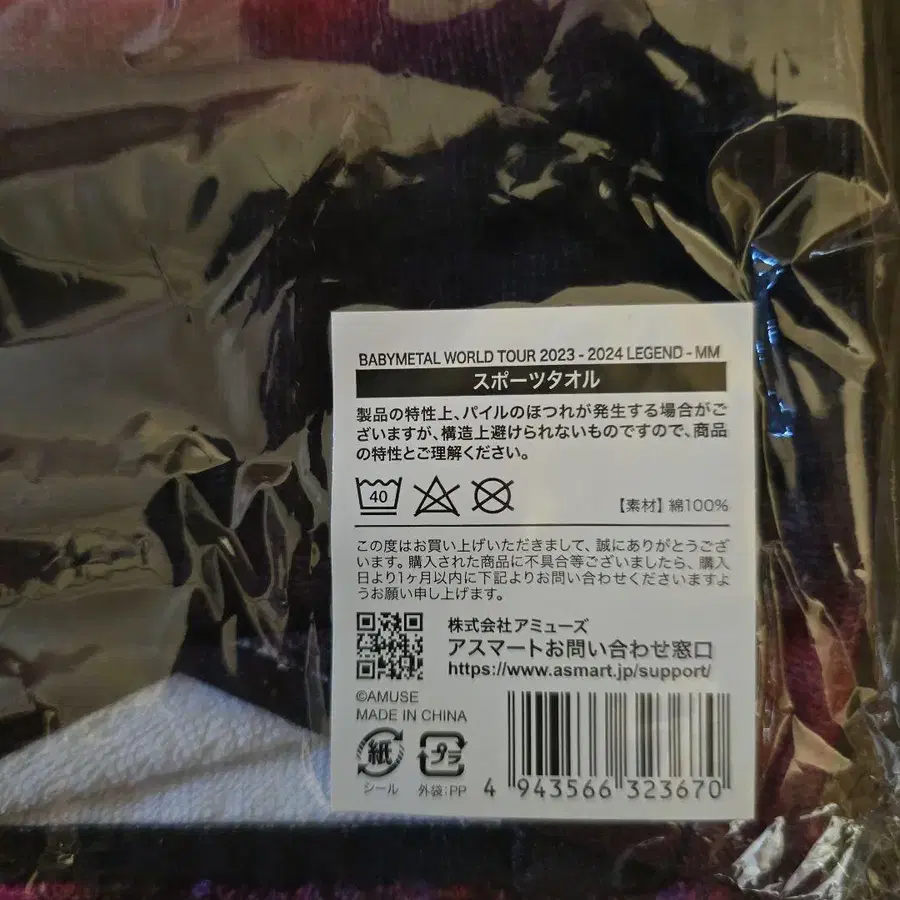 BABYMETAL WORLD TOUR 2023 - 2024 LEGEND - MM
スポーツタオル
製品の特性上、パイルのほつれが発生する場合がご
ざいますが、構造上避けられないものですので、商品
の特性とご理解ください。
40
【素材】綿100%
この度はお買い上げいただきまして、誠にありがとうござ
います。購入された商品に不具合等ございましたら、購入
日より1ヶ月以内に下記よりお問い合わせくださいますよ
うお願い申し上げます。
株式会社アミューズ
アスマートお問い合わせ窓口
https://www.asmart.jp/support/
©AMUSE
MADE IN CHINA
紙
プラ
シール
外袋:PP
4 943566 323670